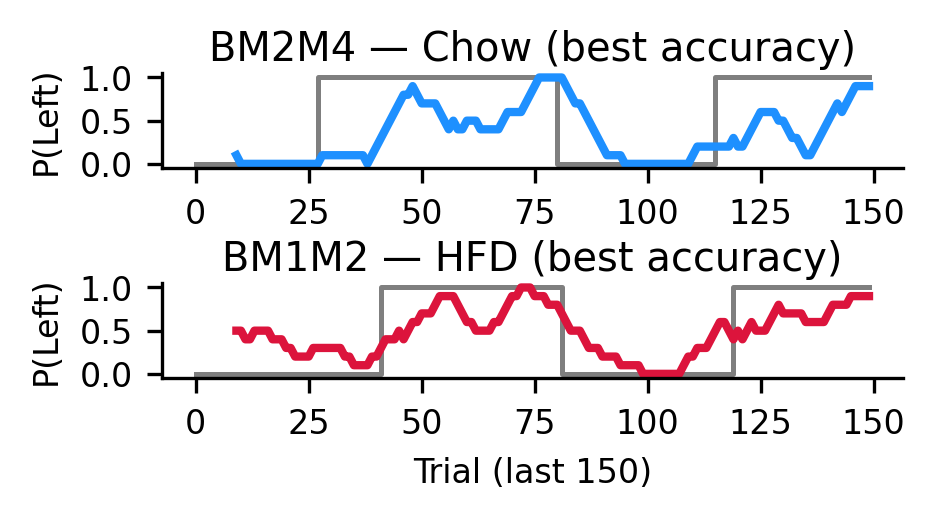 BM2M4 — Chow (best accuracy)
P(Left)
1.0
0.5
0.0
0 25 50 75 100 125 150
BM1M2 — HFD (best accuracy)
P(Left)
1.0
0.5
0.0
0 25 50 75 100 125 150
Trial (last 150)